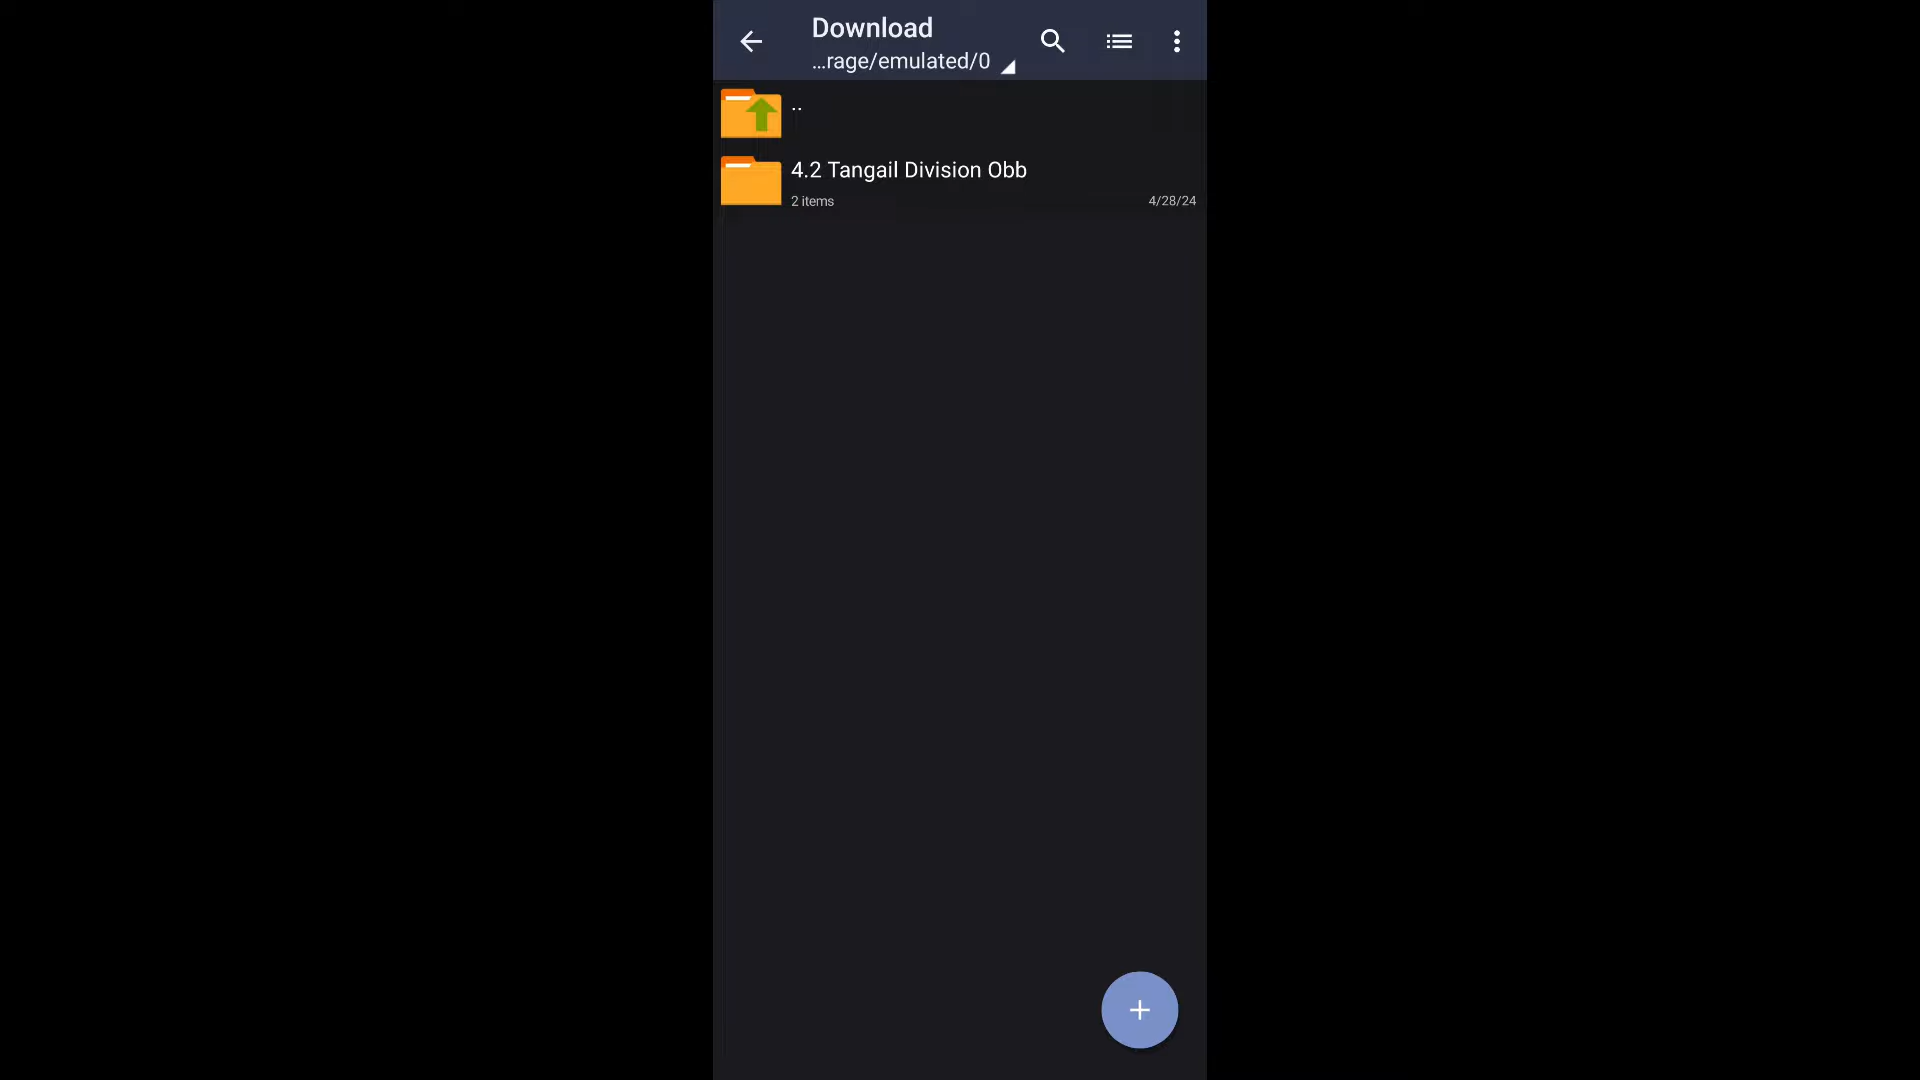 Download
...rage/emulated/0
..
4.2 Tangail Division Obb
2 items
4/28/24